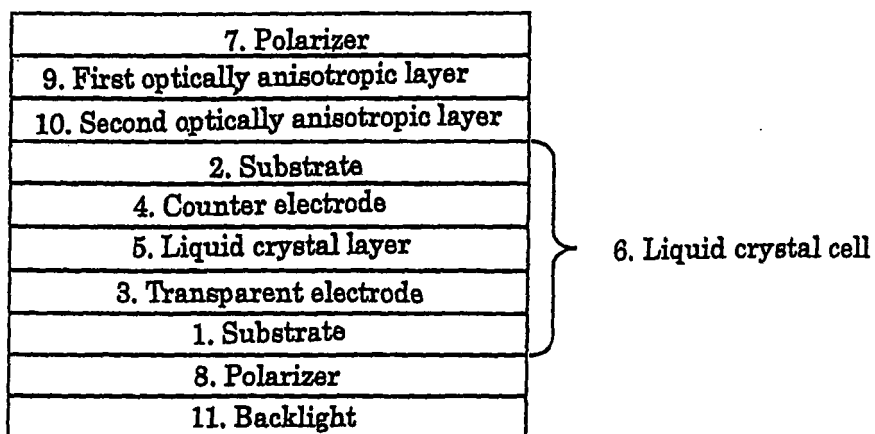 7. Polarizer
9. First optically anisotropic layer
10. Second optically anisotropic layer
2. Substrate
4. Counter electrode
5. Liquid crystal layer
6. Liquid crystal cell
3. Transparent electrode
1. Substrate
8. Polarizer
11. Backlight